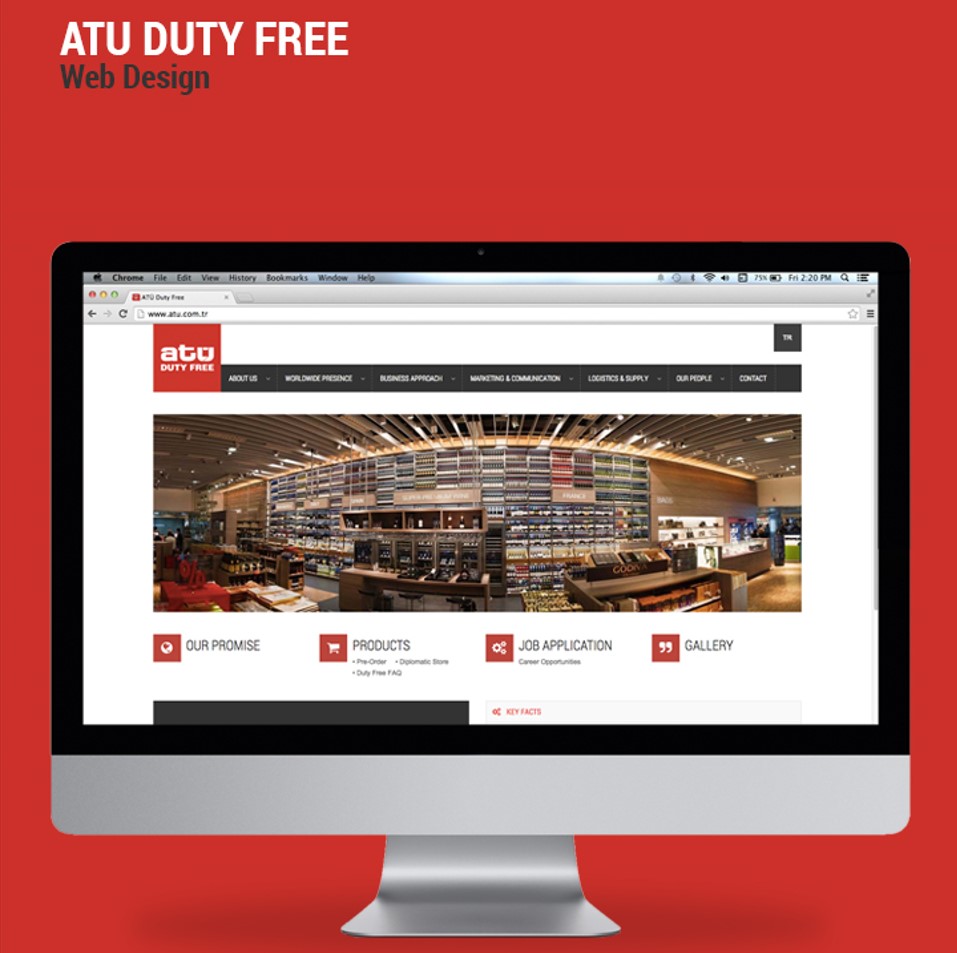 ATU DUTY FREE
Web Design
Chrome File Edit View History Bookmarks Window Help 75% Fri 2:20 PM
ATÜ Duty Free
www.atu.com.tr
TR
atü
DUTY FREE
ABOUT US WORLDWIDE PRESENCE BUSINESS APPROACH MARKETING & COMMUNICATION LOGISTICS & SUPPLY OUR PEOPLE CONTACT
FRANCE
BAGS
GODIVA
%
OUR PROMISE PRODUCTS JOB APPLICATION GALLERY
• Pre-Order • Diplomatic Store Career Opportunities
• Duty Free FAQ
KEY FACTS